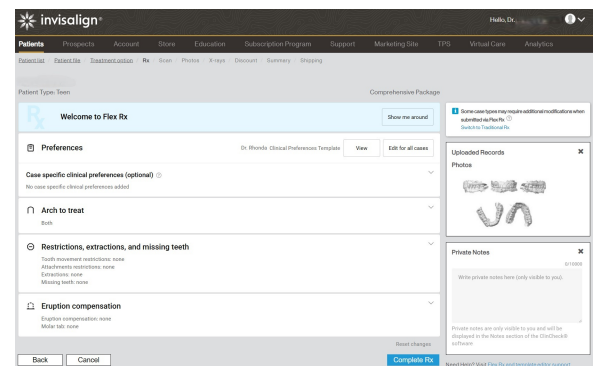 invisalign®
Hello, Dr.
Patients Prospects Account Store Education Subscription Program Support Marketing Site TPS Virtual Care Analytics
Patient list / Patient file / Treatment option / Rx / Scan / Photos / X-rays / Discount / Summary / Shipping
Patient Type: Teen
Comprehensive Package
Rx
Welcome to Flex Rx
Show me around
Preferences
Dr. Rhonda Clinical Preferences Template
View
Edit for all cases
Case specific clinical preferences (optional) ?
No case specific clinical preferences added
Arch to treat
Both
Restrictions, extractions, and missing teeth
Tooth movement restrictions: none
Attachments restrictions: none
Extractions: none
Missing teeth: none
Eruption compensation
Eruption compensation: none
Molar tab: none
Reset changes
Back
Cancel
Complete Rx
Some case types may require additional modifications when
submitted via Flex Rx ?
Switch to Traditional Rx
Uploaded Records
Photos
Private Notes
0/10000
Write private notes here (only visible to you).
Private notes are only visible to you and will be
displayed in the Notes section of the ClinCheck®
software
Need Help? Visit Flex Rx and template editor support